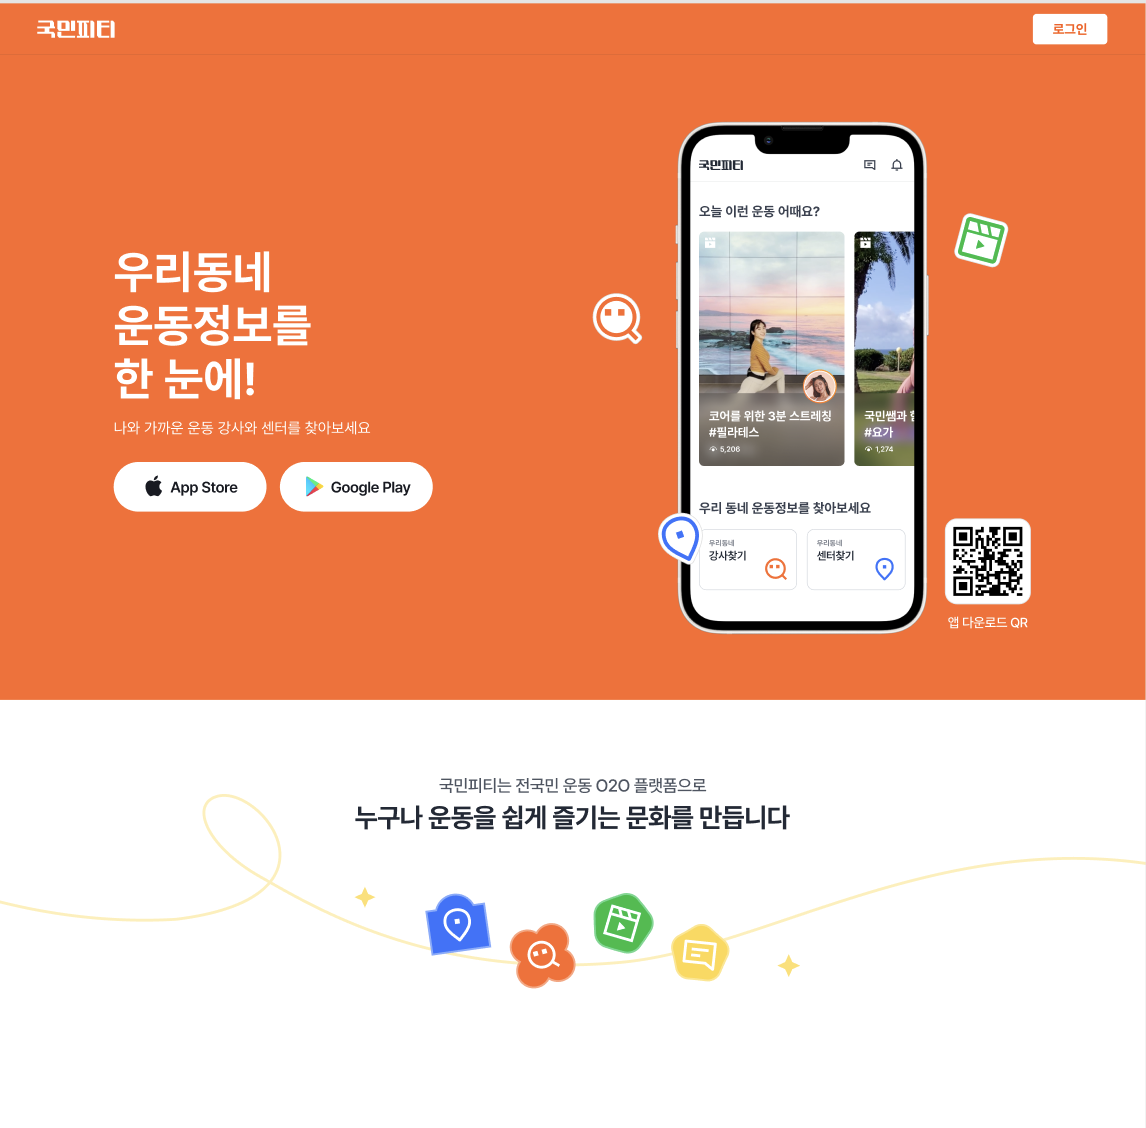 국민피티
로그인
우리동네
운동정보를
한 눈에!
나와 가까운 운동 강사와 센터를 찾아보세요
App Store
Google Play
국민피티
오늘 이런 운동 어때요?
코어를 위한 3분 스트레칭
#필라테스
5,206
국민쌤과
#요가
1,274
우리 동네 운동정보를 찾아보세요
우리동네
강사찾기
우리동네
센터찾기
앱 다운로드 QR
국민피티는 전국민 운동 O2O 플랫폼으로
누구나 운동을 쉽게 즐기는 문화를 만듭니다